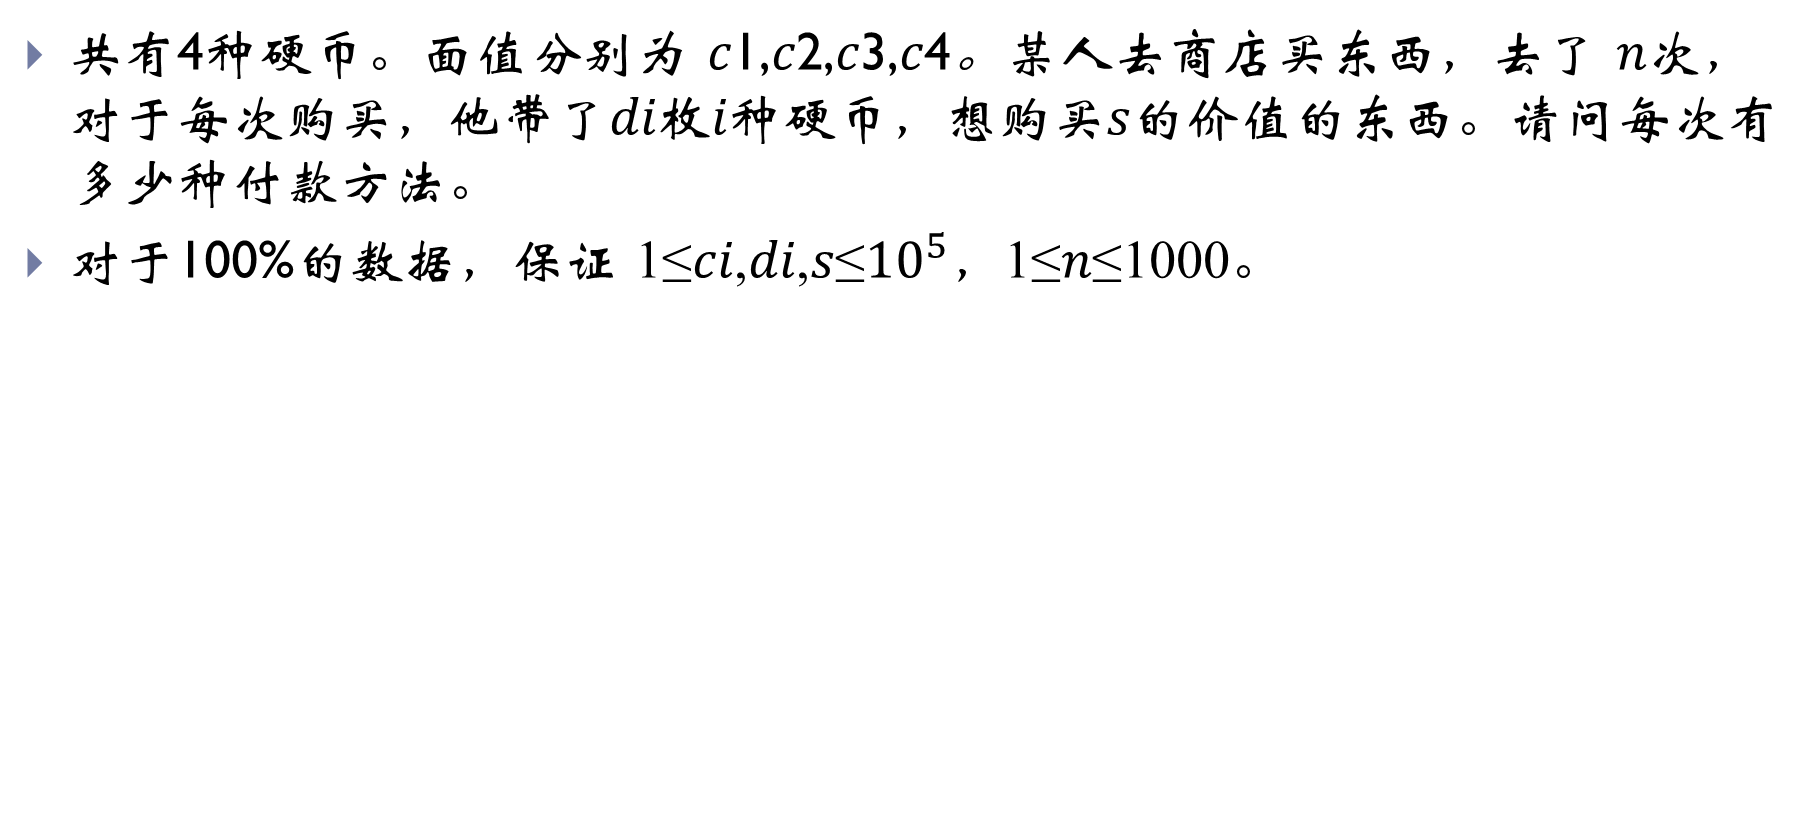 共有4种硬币。面值分别为 c1,c2,c3,c4。某人去商店买东西，去了 n次，
对于每次购买，他带了di枚i种硬币，想购买s的价值的东西。请问每次有
多少种付款方法。
对于100%的数据，保证 1≤ci,di,s≤10⁵，1≤n≤1000。